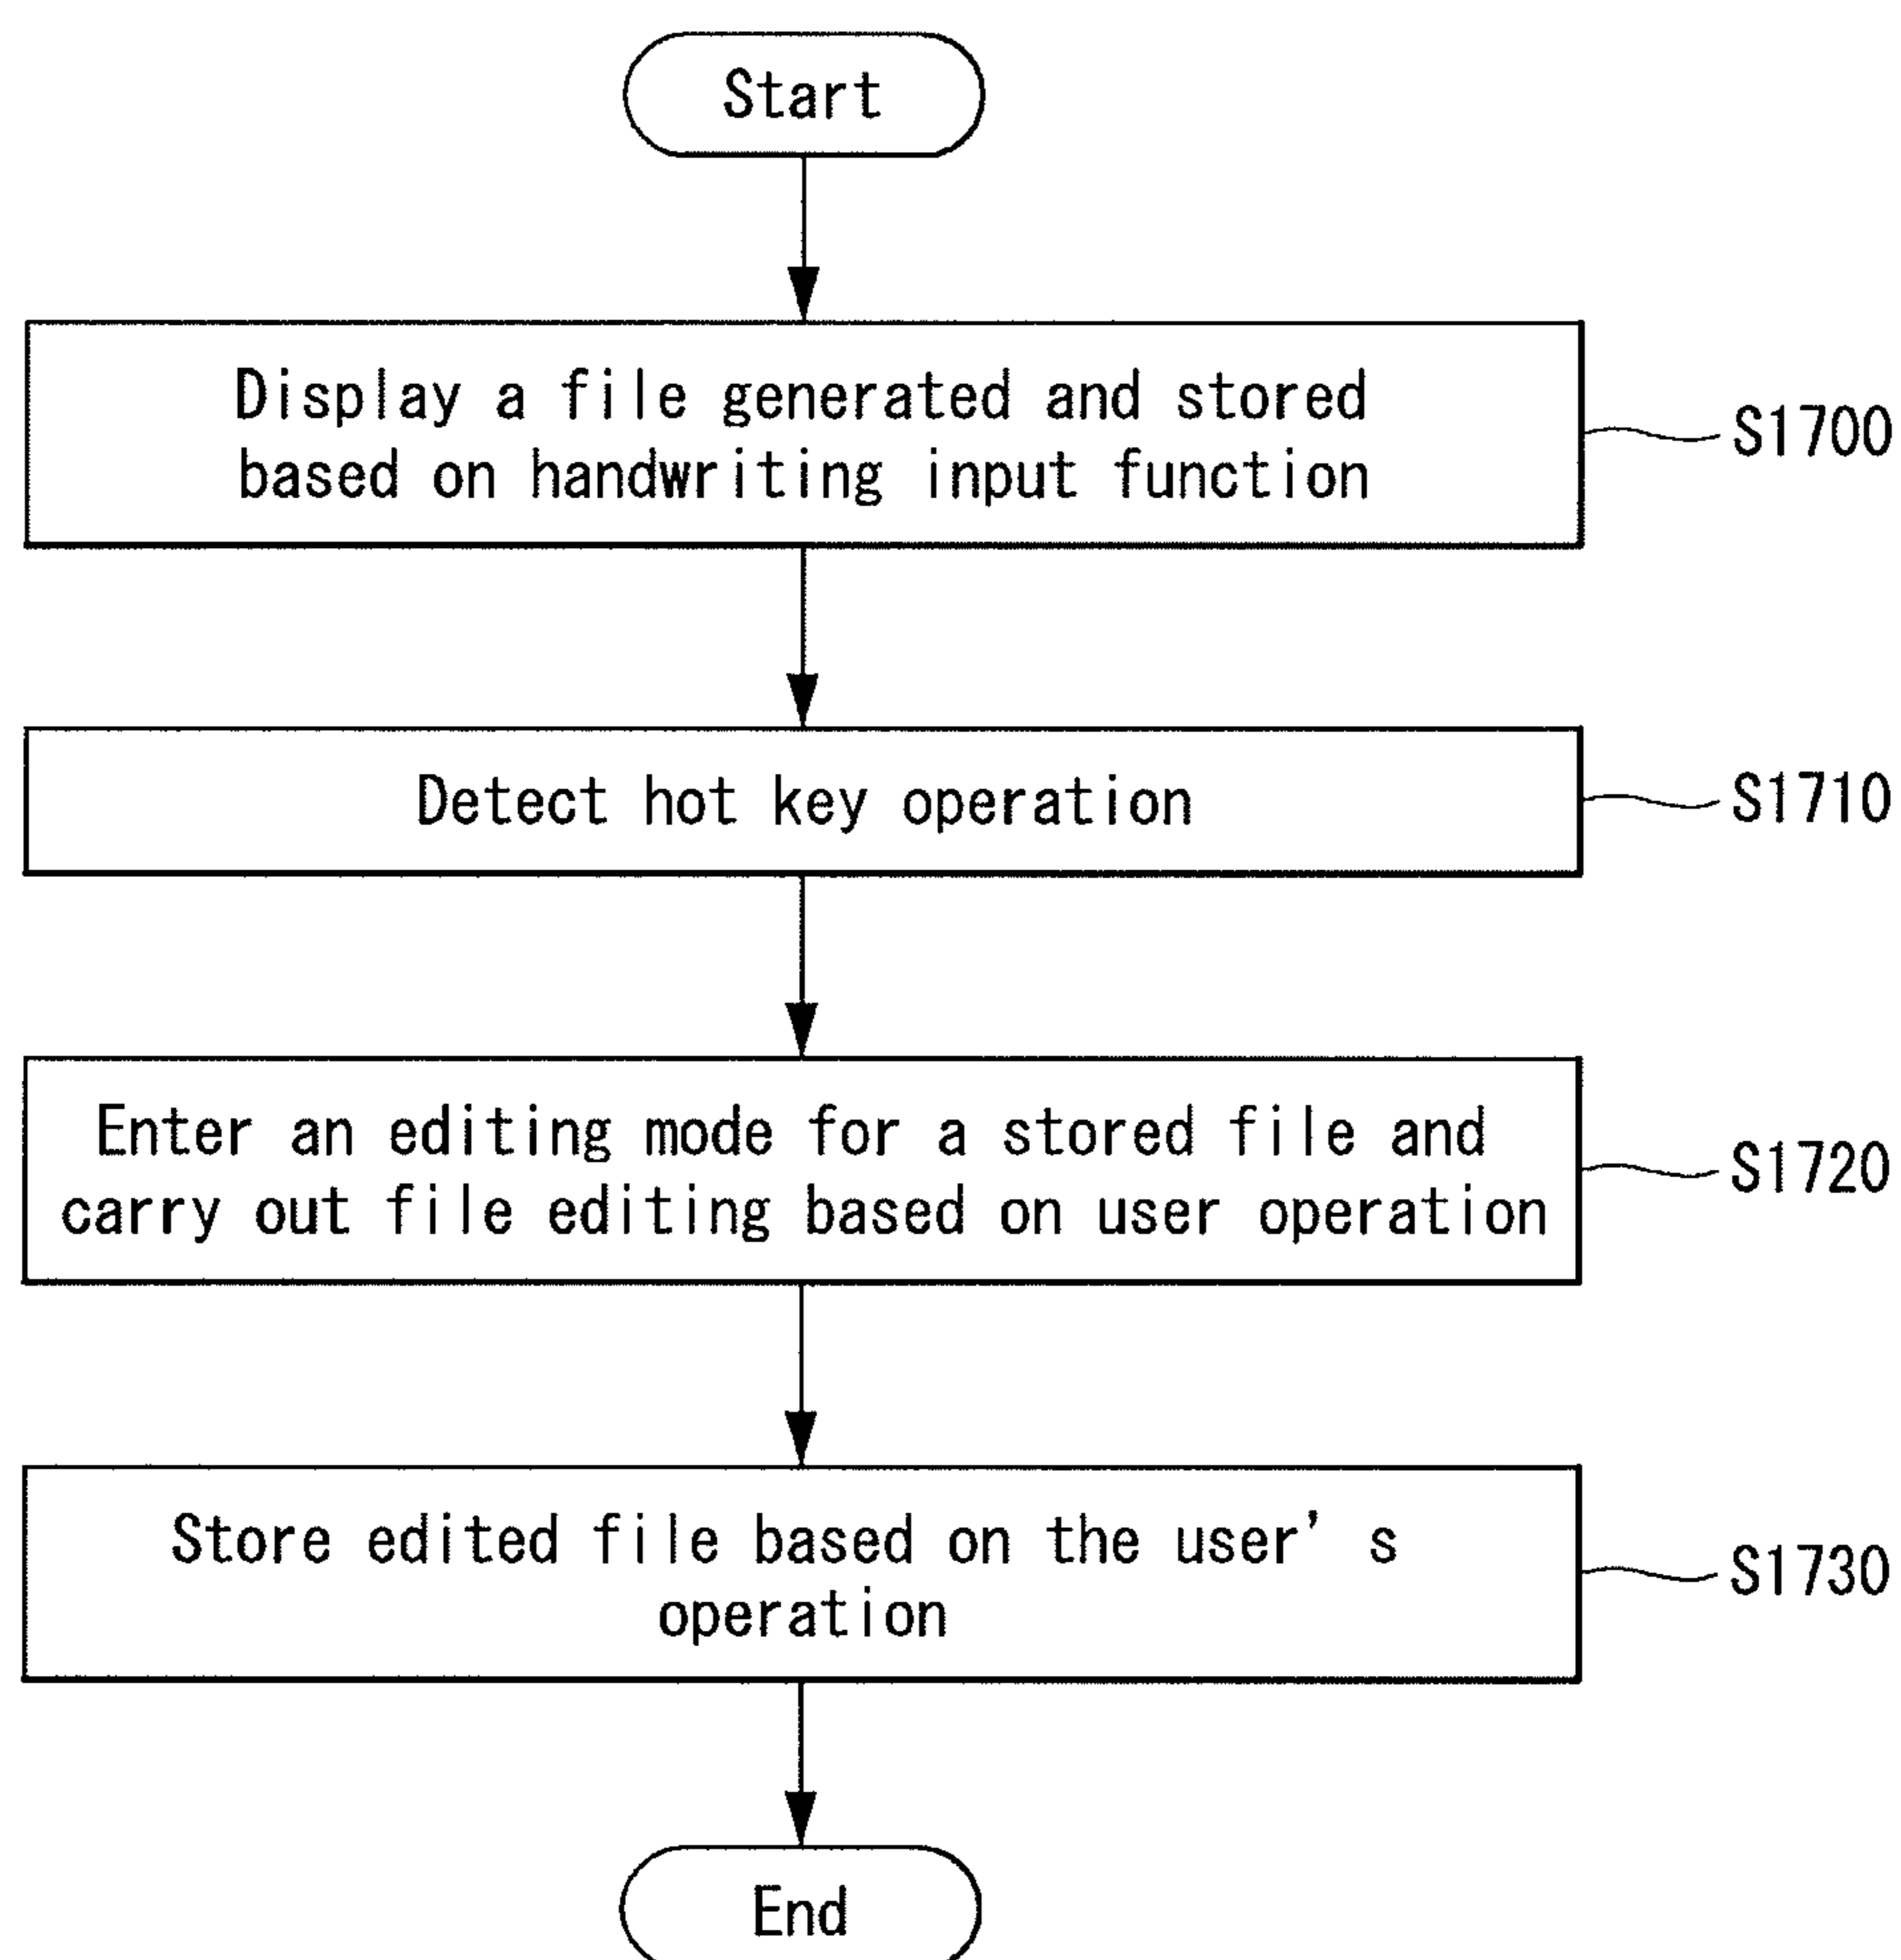 Start
Display a file generated and stored
based on handwriting input function
S1700
Detect hot key operation
S1710
Enter an editing mode for a stored file and
carry out file editing based on user operation
S1720
Store edited file based on the user's
operation
S1730
End